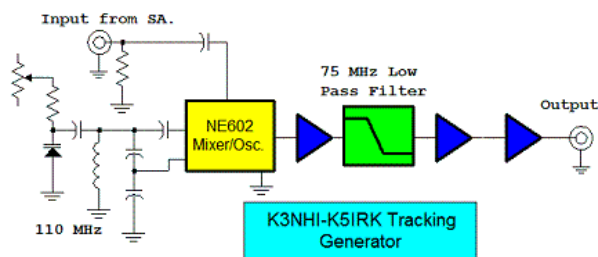 Input from SA.
75 MHz Low
Pass Filter
Output
NE602
Mixer/Osc.
110 MHz
K3NHI-K5IRK Tracking
Generator